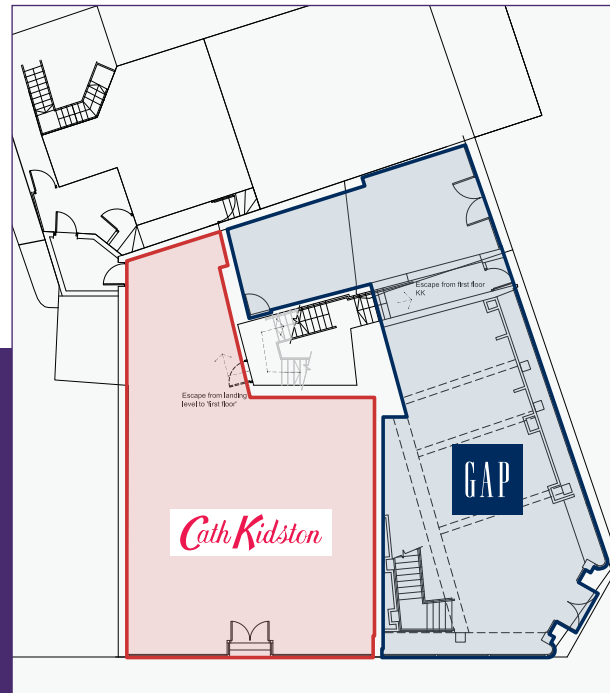 Escape from first floor
KK
Escape from landing
level to 'first floor'
Cath Kidston
GAP